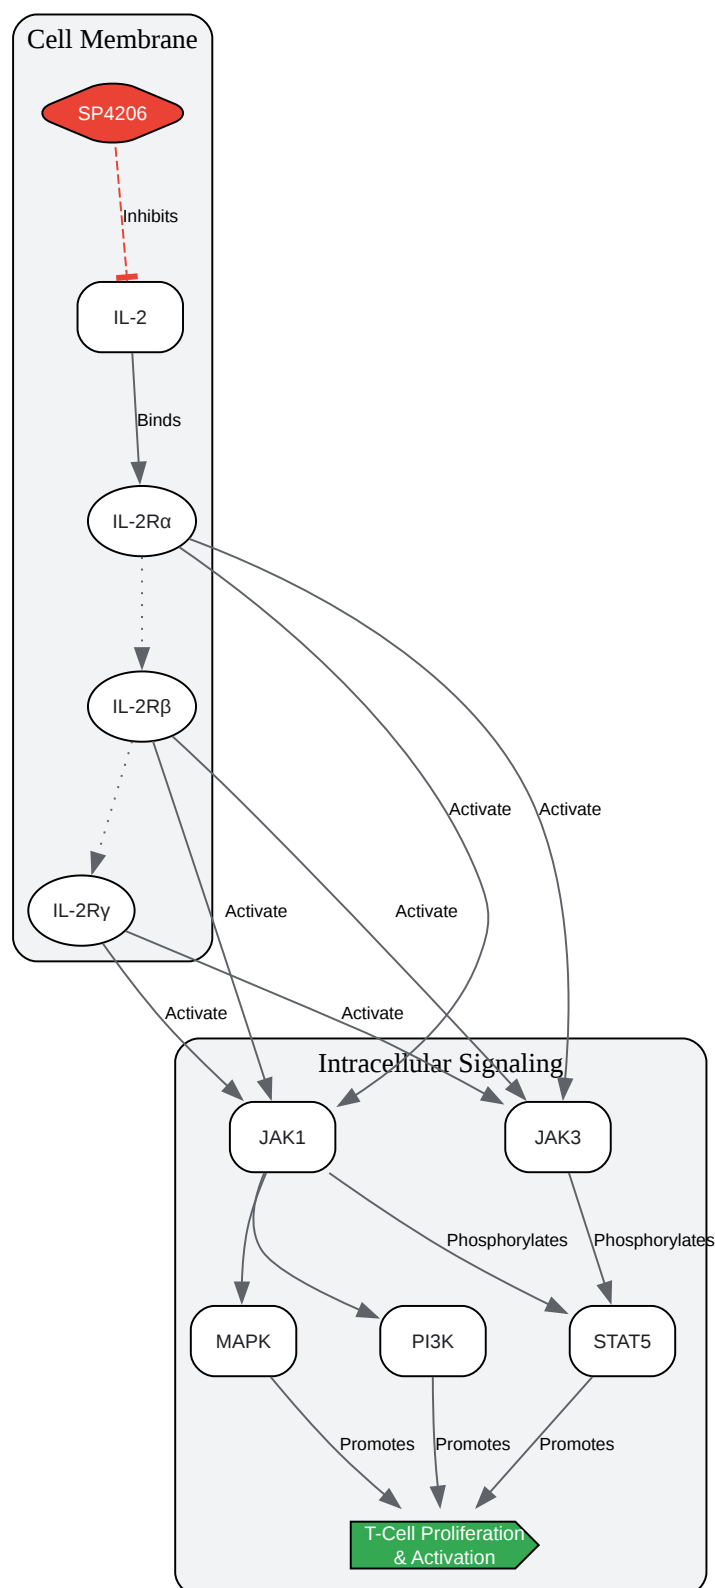 Cell Membrane
SP4206
Inhibits
IL-2
Binds
IL-2Rα
IL-2Rβ
Activate
Activate
IL-2Rγ
Activate
Activate
Activate
Activate
Intracellular Signaling
JAK1
JAK3
Phosphorylates
Phosphorylates
MAPK
PI3K
STAT5
Promotes
Promotes
Promotes
T-Cell Proliferation
& Activation